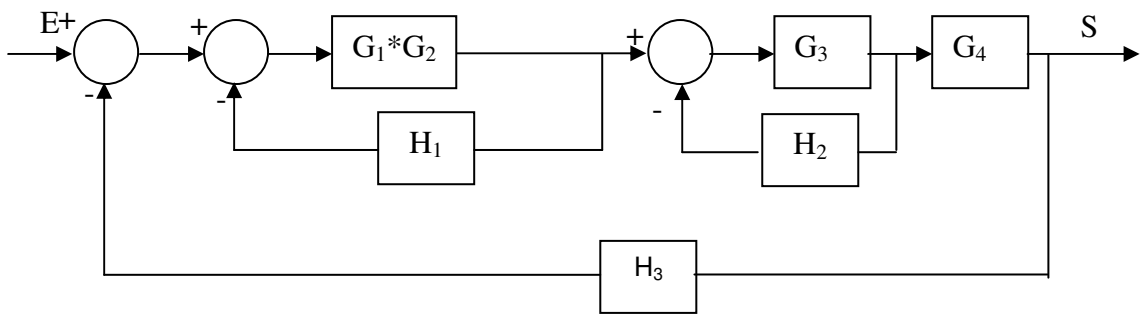 E+ + G₁*G₂ + G₃ G₄ S
- - H₁ - H₂
H₃